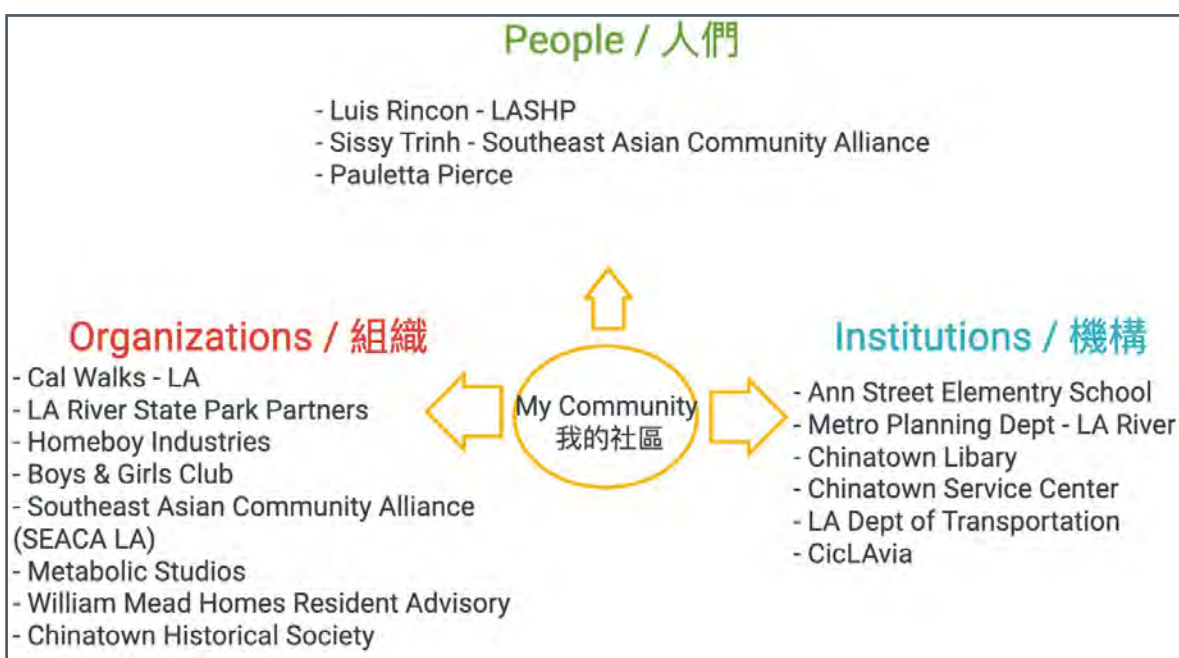 People / 人們
- Luis Rincon - LASHP
- Sissy Trinh - Southeast Asian Community Alliance
- Pauletta Pierce
Organizations / 組織
- Cal Walks - LA
- LA River State Park Partners
- Homeboy Industries
- Boys & Girls Club
- Southeast Asian Community Alliance
(SEACA LA)
- Metabolic Studios
- William Mead Homes Resident Advisory
- Chinatown Historical Society
My Community
我的社區
Institutions / 機構
- Ann Street Elementry School
- Metro Planning Dept - LA River
- Chinatown Libary
- Chinatown Service Center
- LA Dept of Transportation
- CicLAvia